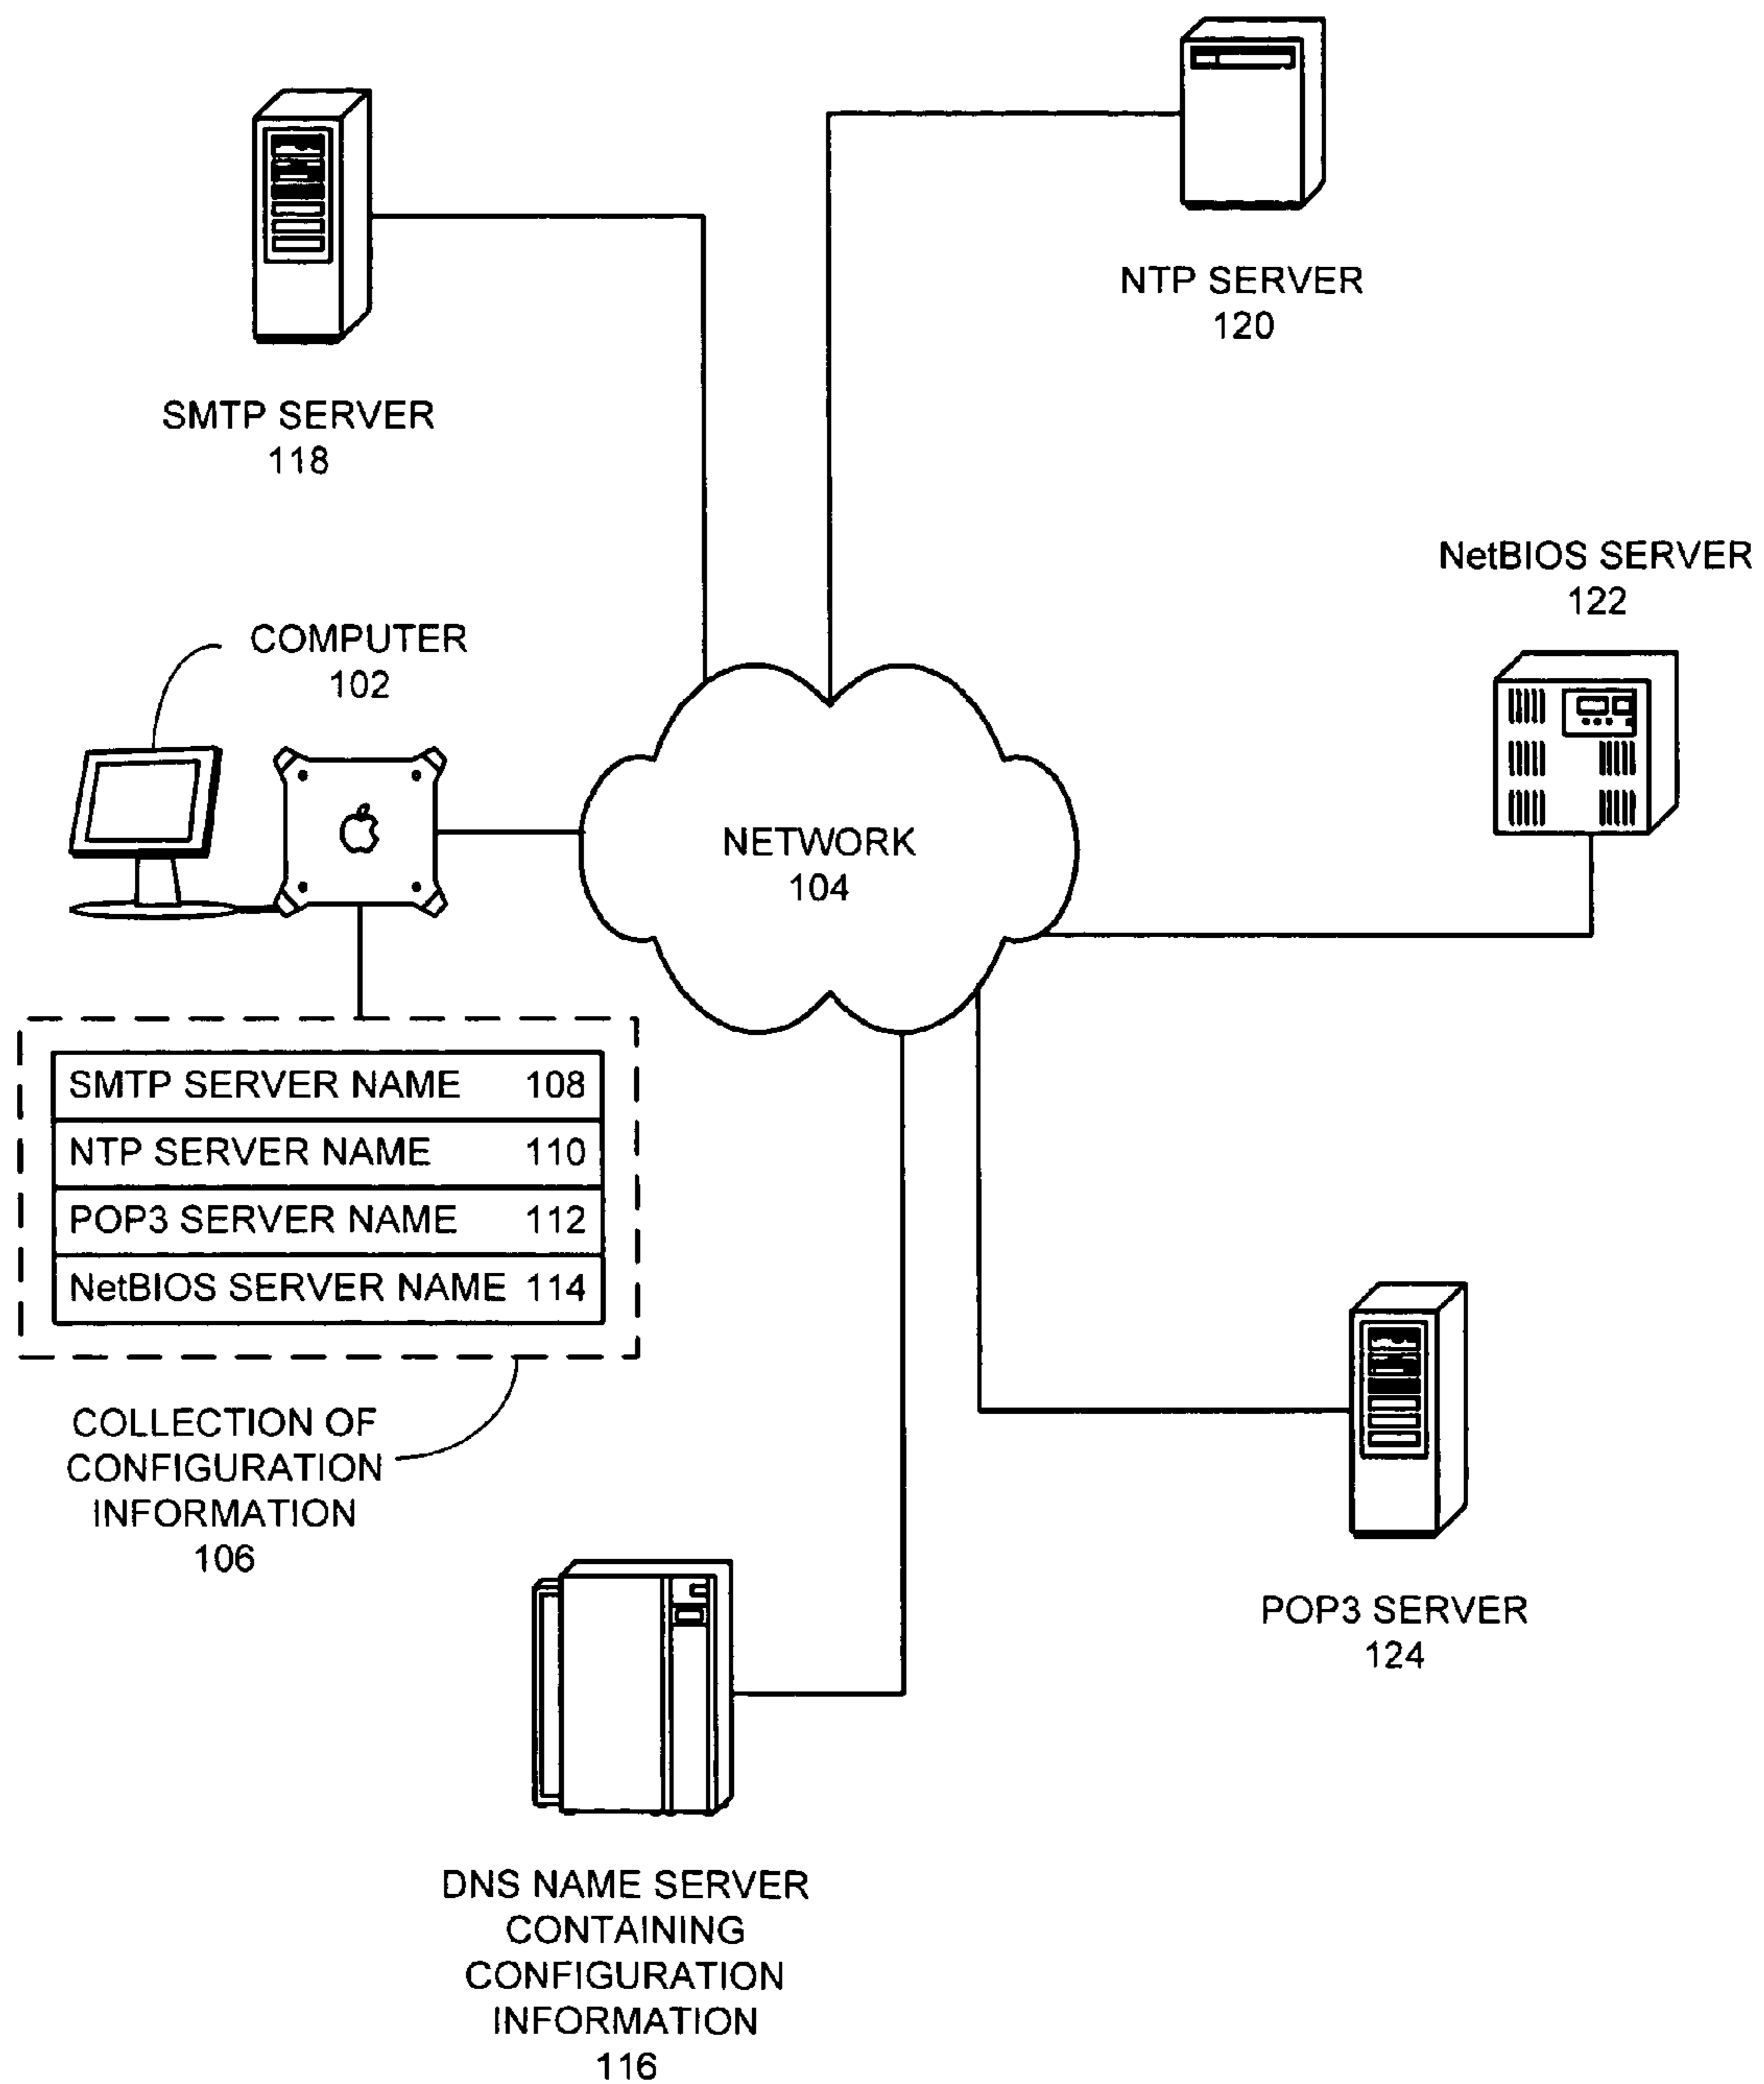 NTP SERVER
120
SMTP SERVER
118
NetBIOS SERVER
122
COMPUTER
102
NETWORK
104
SMTP SERVER NAME 108
NTP SERVER NAME 110
POP3 SERVER NAME 112
NetBIOS SERVER NAME 114
COLLECTION OF
CONFIGURATION
INFORMATION
106
POP3 SERVER
124
DNS NAME SERVER
CONTAINING
CONFIGURATION
INFORMATION
116